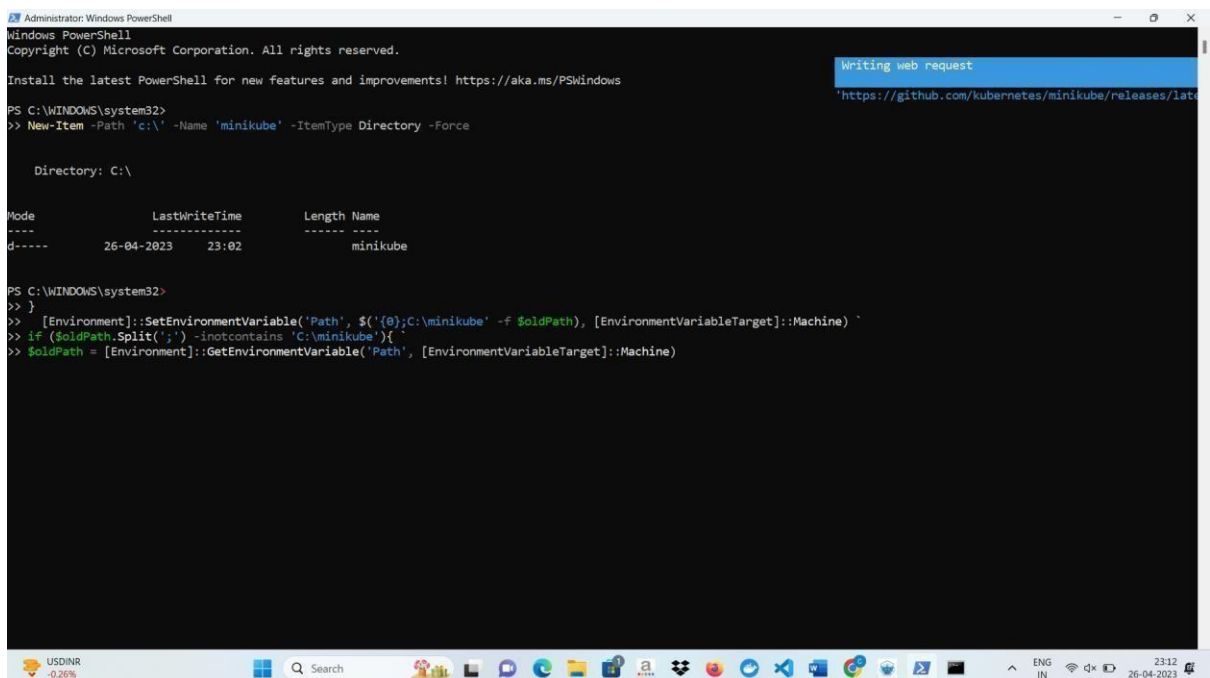 Administrator: Windows PowerShell
Windows PowerShell
Copyright (C) Microsoft Corporation. All rights reserved.
Install the latest PowerShell for new features and improvements! https://aka.ms/PSWindows
Writing web request
'https://github.com/kubernetes/minikube/releases/late
PS C:\WINDOWS\system32>
>> New-Item -Path 'c:\' -Name 'minikube' -ItemType Directory -Force
Directory: C:\
Mode LastWriteTime Length Name
---- ------------- ------ ----
d----- 26-04-2023 23:02 minikube
PS C:\WINDOWS\system32>
>> }
>> [Environment]::SetEnvironmentVariable('Path', $('{0};C:\minikube' -f $oldPath), [EnvironmentVariableTarget]::Machine) `
>> if ($oldPath.Split(';') -inotcontains 'C:\minikube'){ `
>> $oldPath = [Environment]::GetEnvironmentVariable('Path', [EnvironmentVariableTarget]::Machine)
USDINR
-0.26%
Search
a
ENG
IN
23:12
26-04-2023